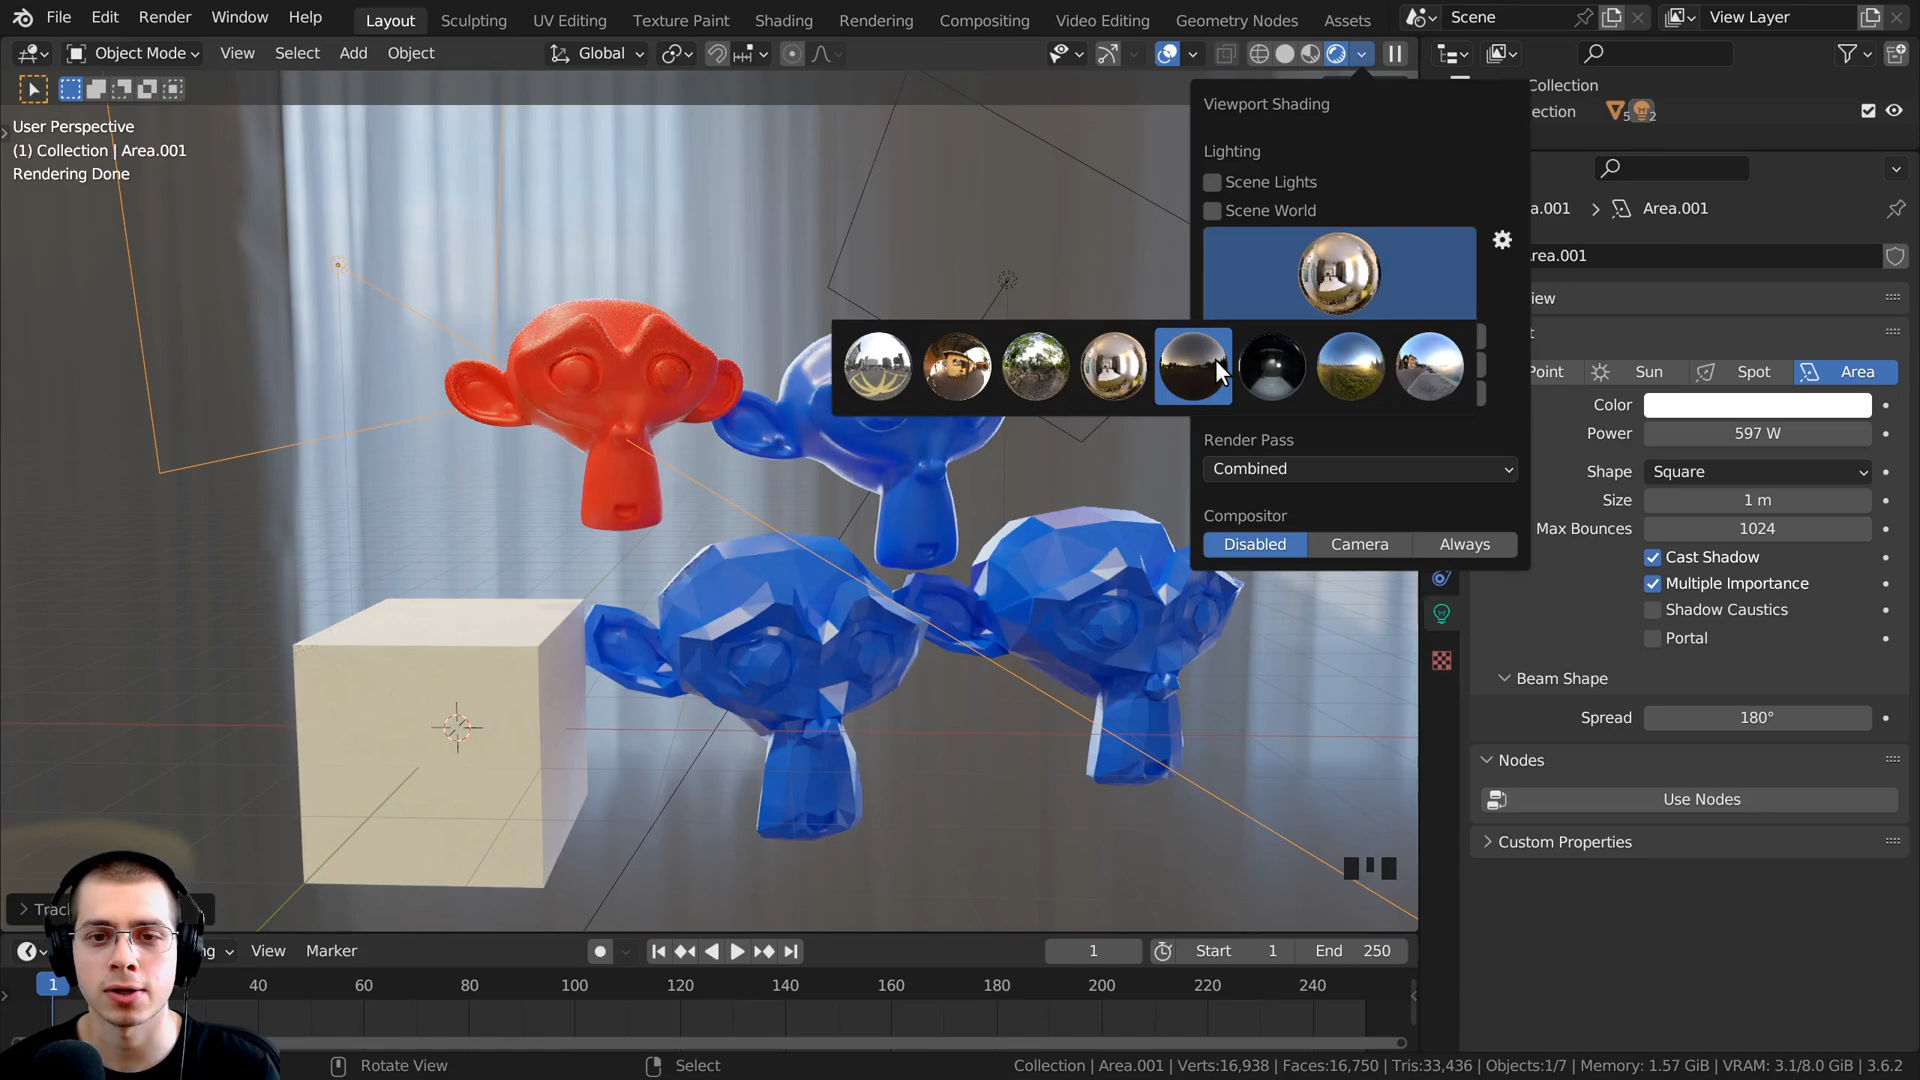 File Edit Render Window Help Layout Sculpting UV Editing Texture Paint Shading Rendering Compositing Video Editing Geometry Nodes Assets Scene View Layer
Object Mode View Select Add Object Global
User Perspective
(1) Collection | Area.001
Rendering Done
Viewport Shading
Lighting
Scene Lights
Scene World
Render Pass
Combined
Compositor
Disabled Camera Always
Collection
ection 5 2
a.001 Area.001
rea.001
iew
t
Point Sun Spot Area
Color
Power 597 W
Shape Square
Size 1 m
Max Bounces 1024
Cast Shadow
Multiple Importance
Shadow Caustics
Portal
Beam Shape
Spread 180°
Nodes
Use Nodes
Custom Properties
Trac
ng View Marker 1 Start 1 End 250
1 40 60 80 100 120 140 160 180 200 220 240
Rotate View Select Collection | Area.001 | Verts:16,938 | Faces:16,750 | Tris:33,436 | Objects:1/7 | Memory: 1.57 GiB | VRAM: 3.1/8.0 GiB | 3.6.2